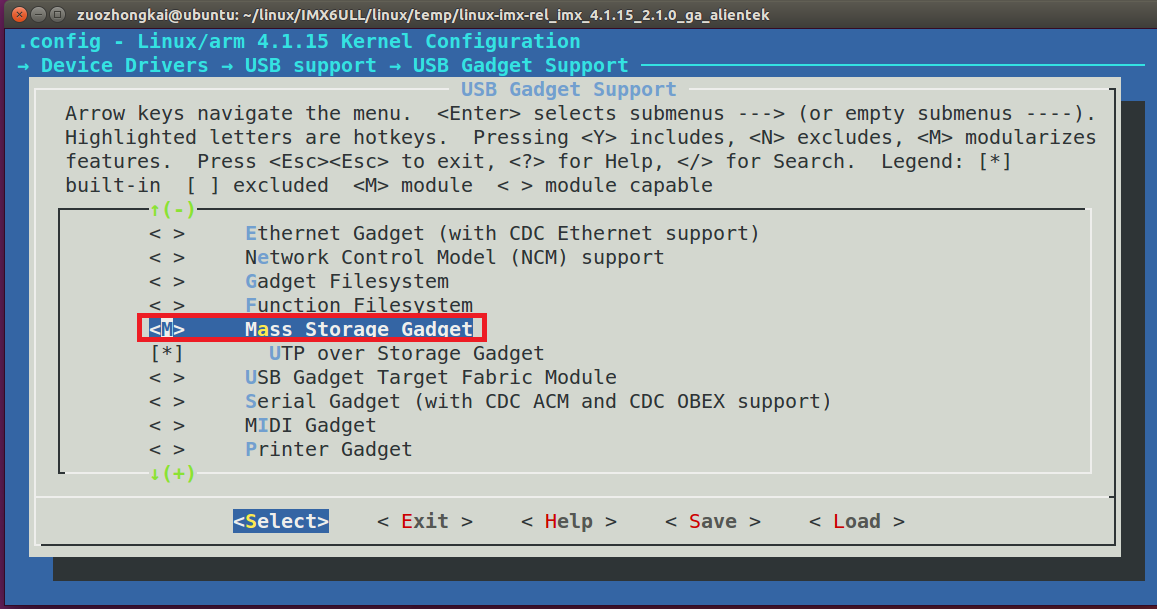 zuozhongkai@ubuntu: ~/linux/IMX6ULL/linux/temp/linux-imx-rel_imx_4.1.15_2.1.0_ga_alientek
.config - Linux/arm 4.1.15 Kernel Configuration
→ Device Drivers → USB support → USB Gadget Support
USB Gadget Support
Arrow keys navigate the menu.  <Enter> selects submenus ---> (or empty submenus ----).
Highlighted letters are hotkeys.  Pressing <Y> includes, <N> excludes, <M> modularizes
features.  Press <Esc><Esc> to exit, <?> for Help, </> for Search.  Legend: [*]
built-in  [ ] excluded  <M> module  < > module capable
↑(-)
< >     Ethernet Gadget (with CDC Ethernet support)
< >     Network Control Model (NCM) support
< >     Gadget Filesystem
< >     Function Filesystem
<M>     Mass Storage Gadget
[*]       UTP over Storage Gadget
< >     USB Gadget Target Fabric Module
< >     Serial Gadget (with CDC ACM and CDC OBEX support)
< >     MIDI Gadget
< >     Printer Gadget
↓(+)
<Select>    < Exit >    < Help >    < Save >    < Load >